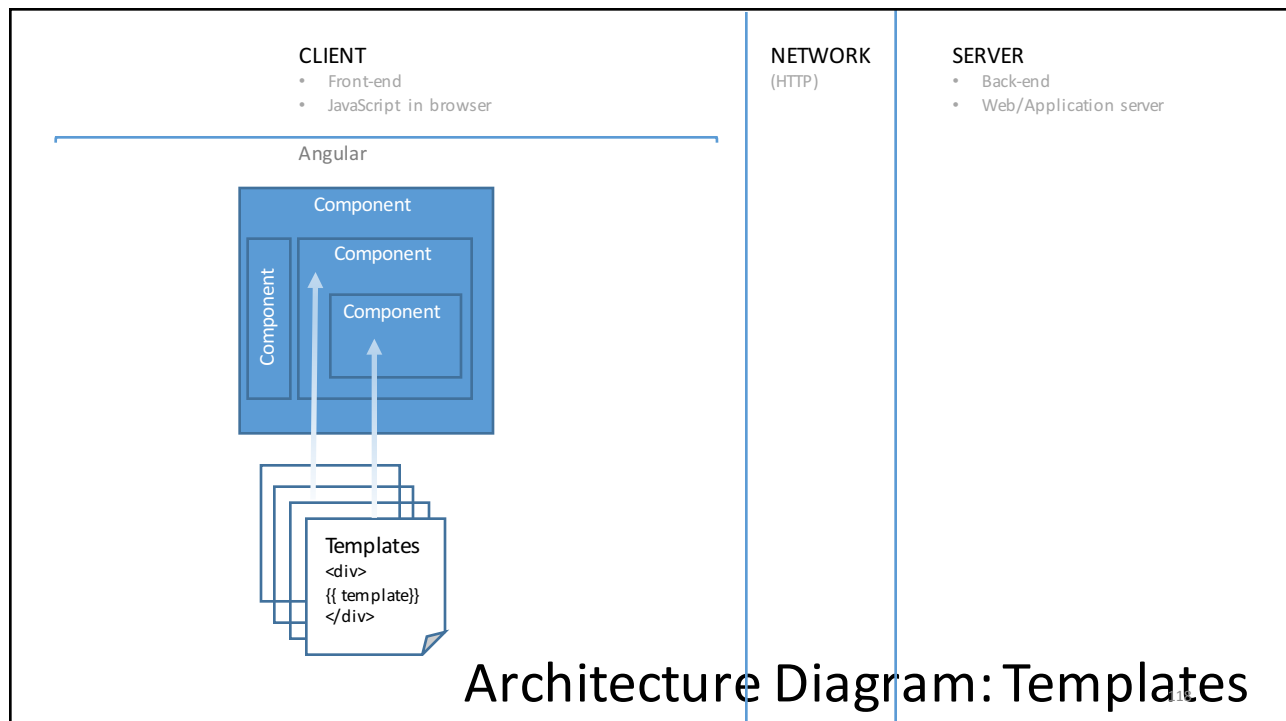 CLIENT
• Front-end
• JavaScript in browser
NETWORK
(HTTP)
SERVER
• Back-end
• Web/Application server
Angular
Component
Component
Component
Component
Templates
<div>
{{ template}}
</div>
Architecture Diagram: Templates